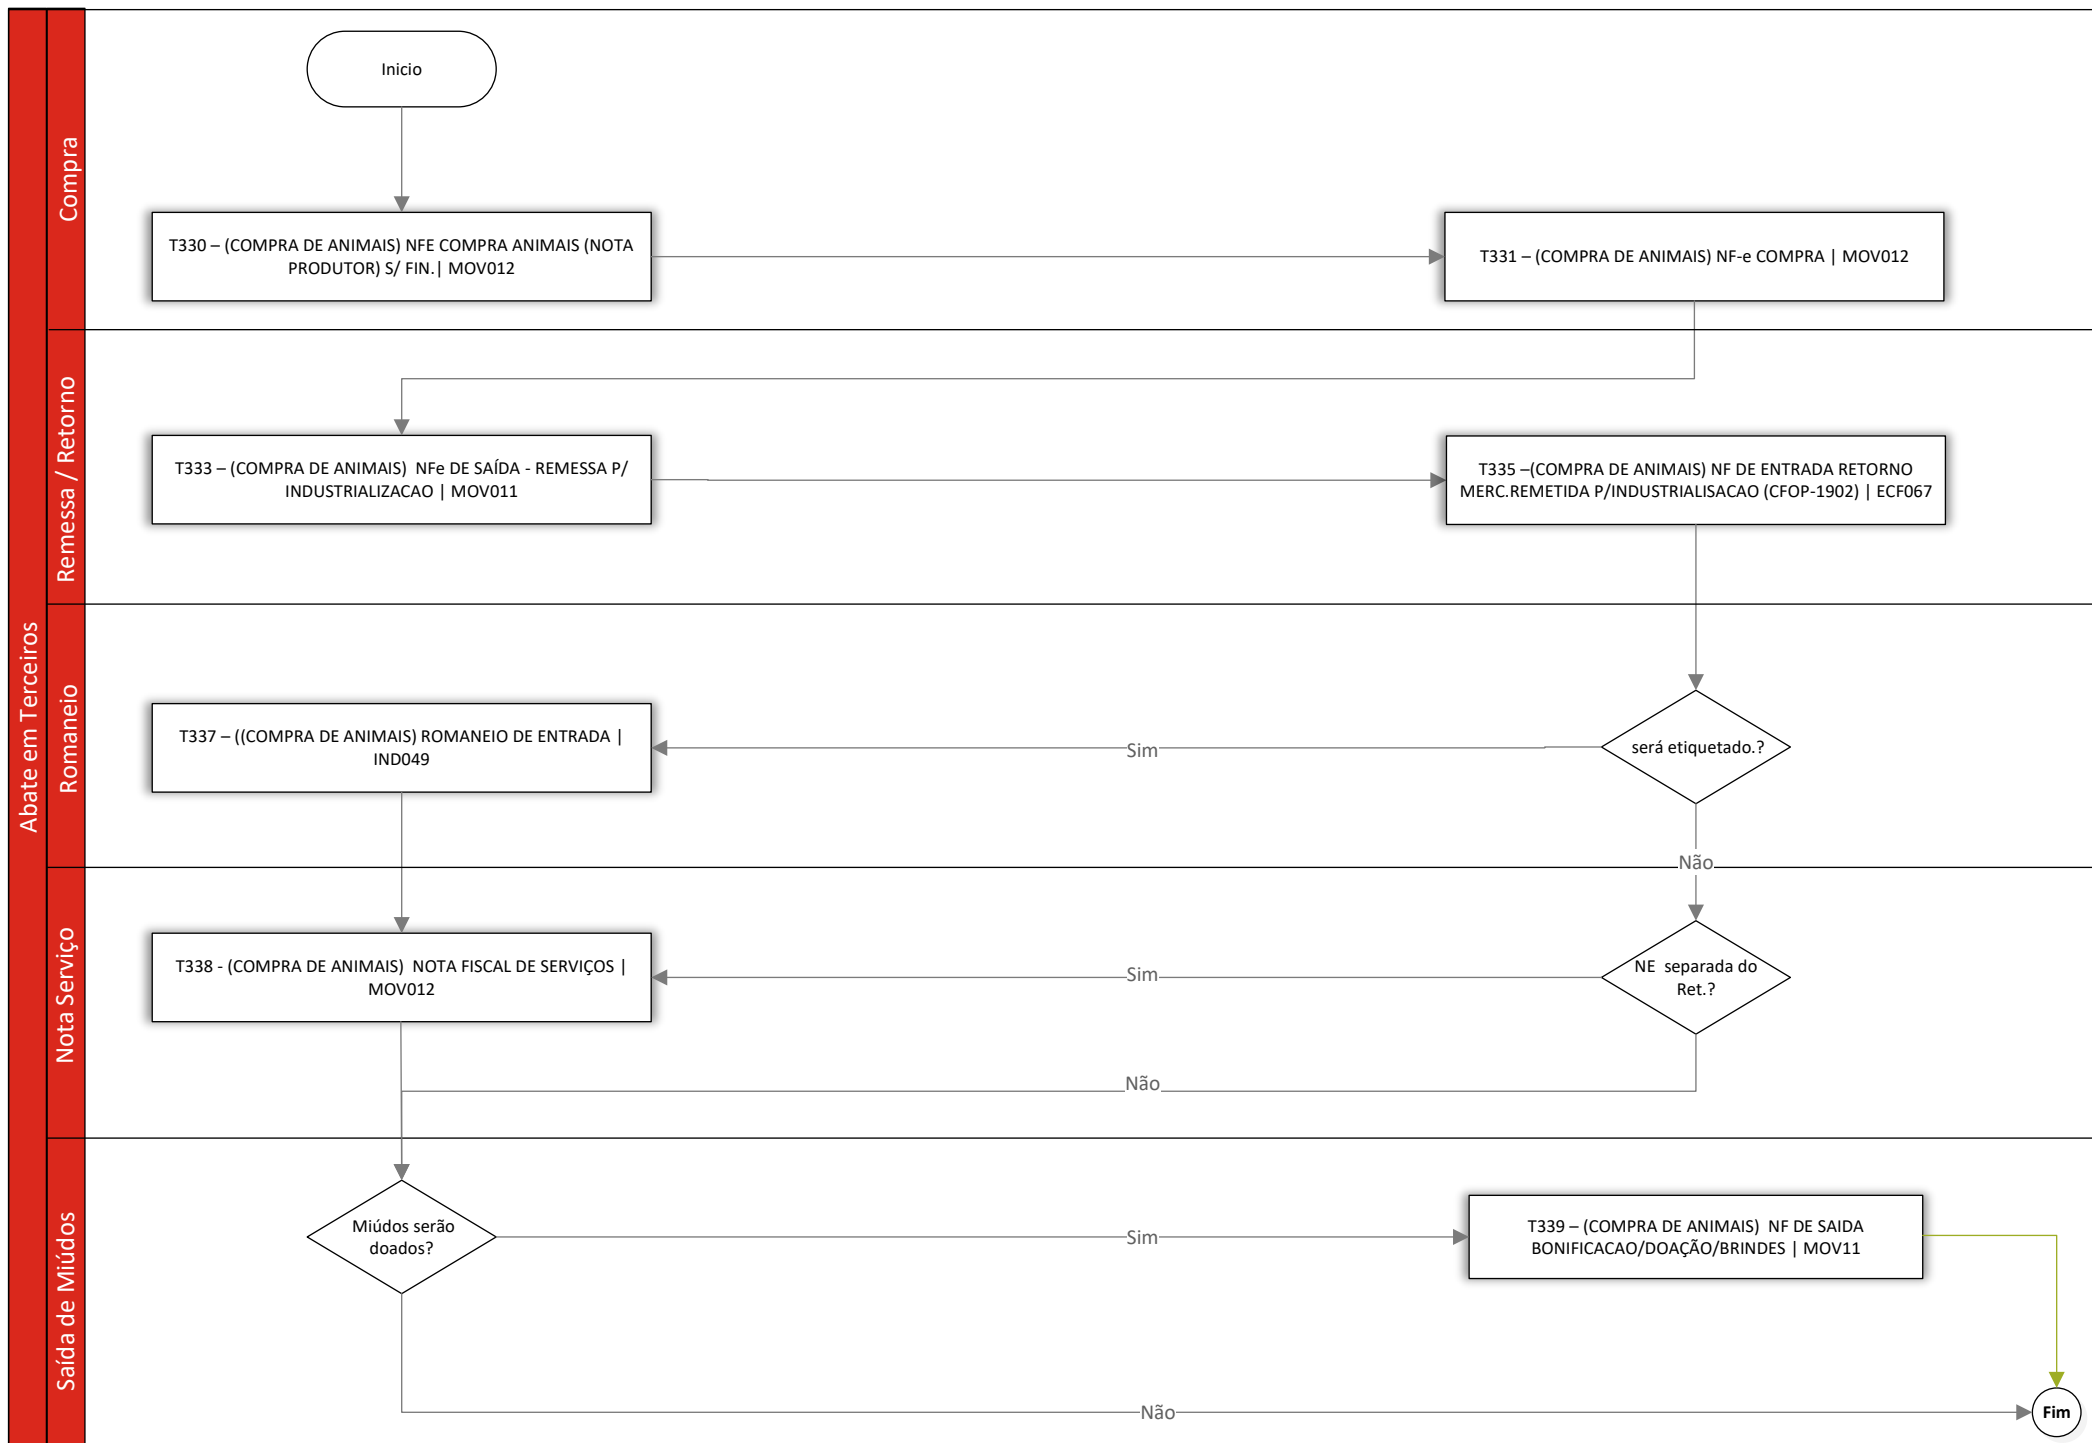 Abate em Terceiros
Compra
Inicio
T330 – (COMPRA DE ANIMAIS) NFE COMPRA ANIMAIS (NOTA
PRODUTOR) S/ FIN.| MOV012
T331 – (COMPRA DE ANIMAIS) NF-e COMPRA | MOV012
Remessa / Retorno
T333 – (COMPRA DE ANIMAIS)  NFe DE SAÍDA - REMESSA P/
INDUSTRIALIZACAO | MOV011
T335 –(COMPRA DE ANIMAIS) NF DE ENTRADA RETORNO
MERC.REMETIDA P/INDUSTRIALISACAO (CFOP-1902) | ECF067
Romaneio
T337 – ((COMPRA DE ANIMAIS) ROMANEIO DE ENTRADA |
IND049
Sim
será etiquetado.?
Não
Nota Serviço
T338 - (COMPRA DE ANIMAIS)  NOTA FISCAL DE SERVIÇOS |
MOV012
Sim
NE  separada do
Ret.?
Não
Saída de Miúdos
Miúdos serão
doados?
Sim
T339 – (COMPRA DE ANIMAIS)  NF DE SAIDA
BONIFICACAO/DOAÇÃO/BRINDES | MOV11
Não
Fim